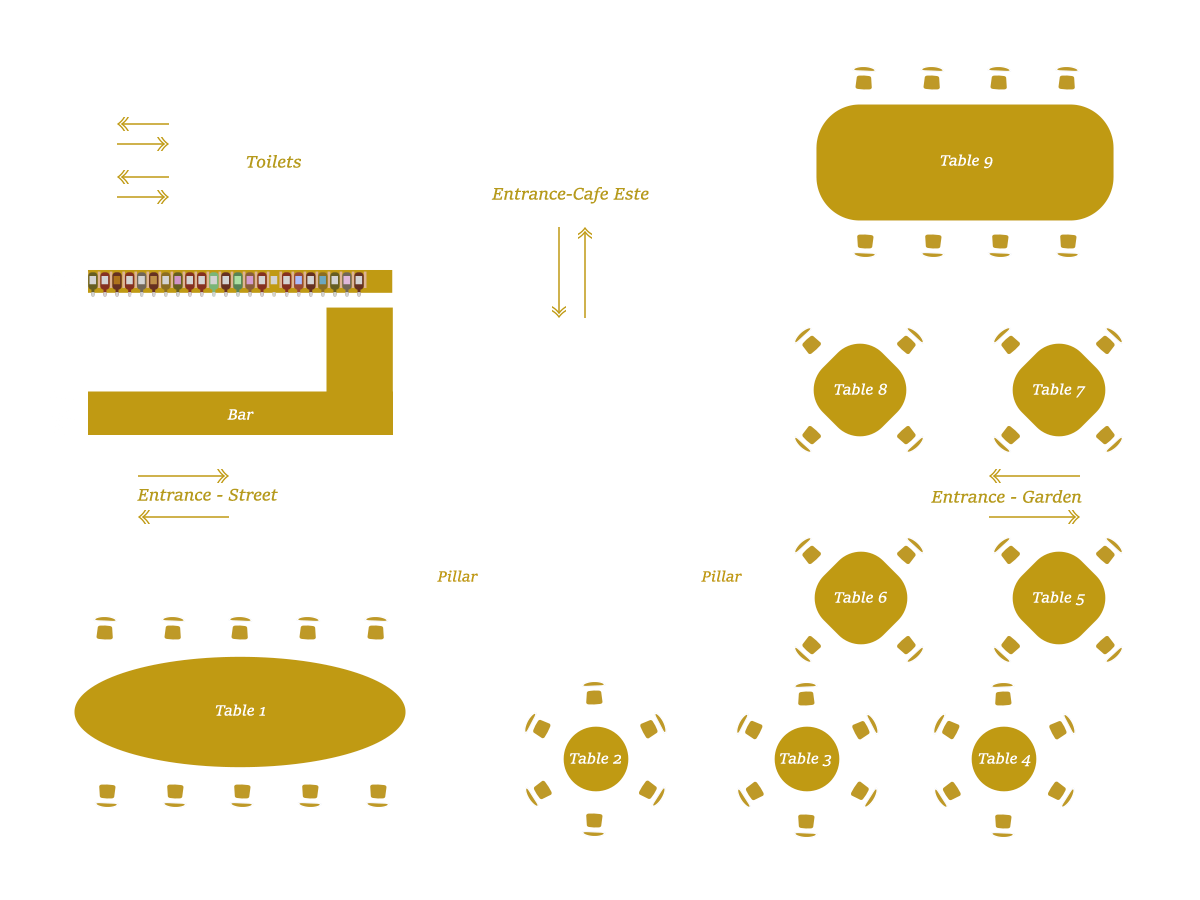 Toilets
Entrance-Cafe Este
Table 9
Table 8
Table 7
Bar
Entrance - Street
Entrance - Garden
Pillar
Pillar
Table 6
Table 5
Table 1
Table 2
Table 3
Table 4